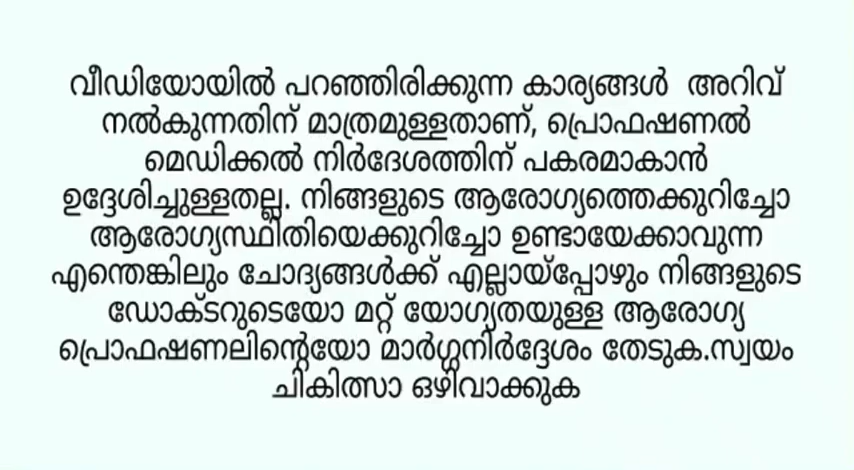 വീഡിയോയിൽ പറഞ്ഞിരിക്കുന്ന കാര്യങ്ങൾ അറിവ്
നൽകുന്നതിന് മാത്രമുള്ളതാണ്, പ്രൊഫഷണൽ
മെഡിക്കൽ നിർദേശത്തിന് പകരമാകാൻ
ഉദ്ദേശിച്ചുള്ളതല്ല. നിങ്ങളുടെ ആരോഗ്യത്തെക്കുറിച്ചോ
ആരോഗ്യസ്ഥിതിയെക്കുറിച്ചോ ഉണ്ടായേക്കാവുന്ന
എന്തെങ്കിലും ചോദ്യങ്ങൾക്ക് എല്ലായ്പ്പോഴും നിങ്ങളുടെ
ഡോക്ടറുടെയോ മറ്റ് യോഗ്യതയുള്ള ആരോഗ്യ
പ്രൊഫഷണലിന്റെയോ മാർഗ്ഗനിർദ്ദേശം തേടുക.സ്വയം
ചികിത്സാ ഒഴിവാക്കുക